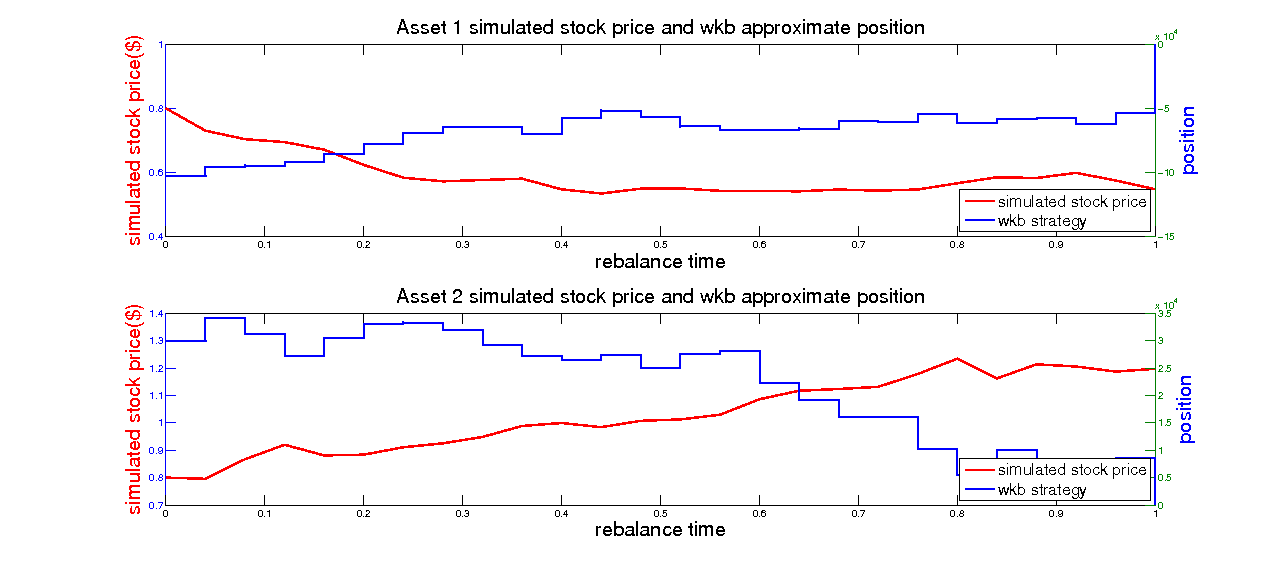 Asset 1 simulated stock price and wkb approximate position
x 10^4
simulated stock price($)
1
0.8
0.6
0.4
0
−5
−10
−15
position
simulated stock price
wkb strategy
0 0.1 0.2 0.3 0.4 0.5 0.6 0.7 0.8 0.9 1
rebalance time
Asset 2 simulated stock price and wkb approximate position
x 10^4
simulated stock price($)
1.4
1.3
1.2
1.1
1
0.9
0.8
0.7
3.5
3
2.5
2
1.5
1
0.5
0
position
simulated stock price
wkb strategy
0 0.1 0.2 0.3 0.4 0.5 0.6 0.7 0.8 0.9 1
rebalance time